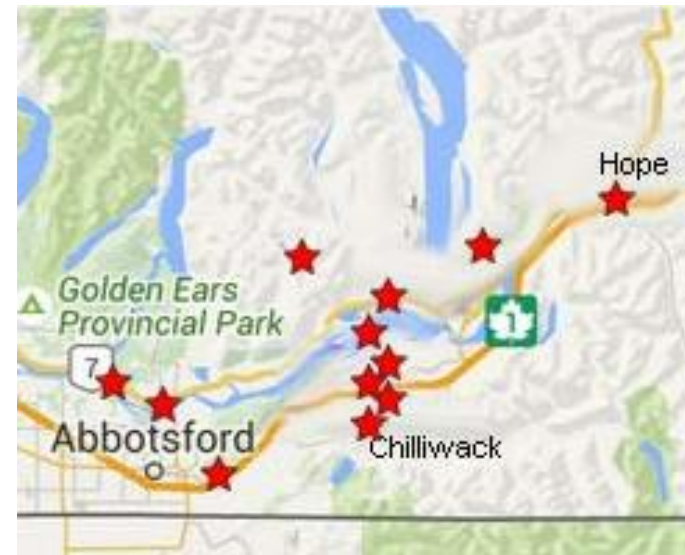 Hope
Golden Ears
Provincial Park
1
7
Abbotsford
Chilliwack